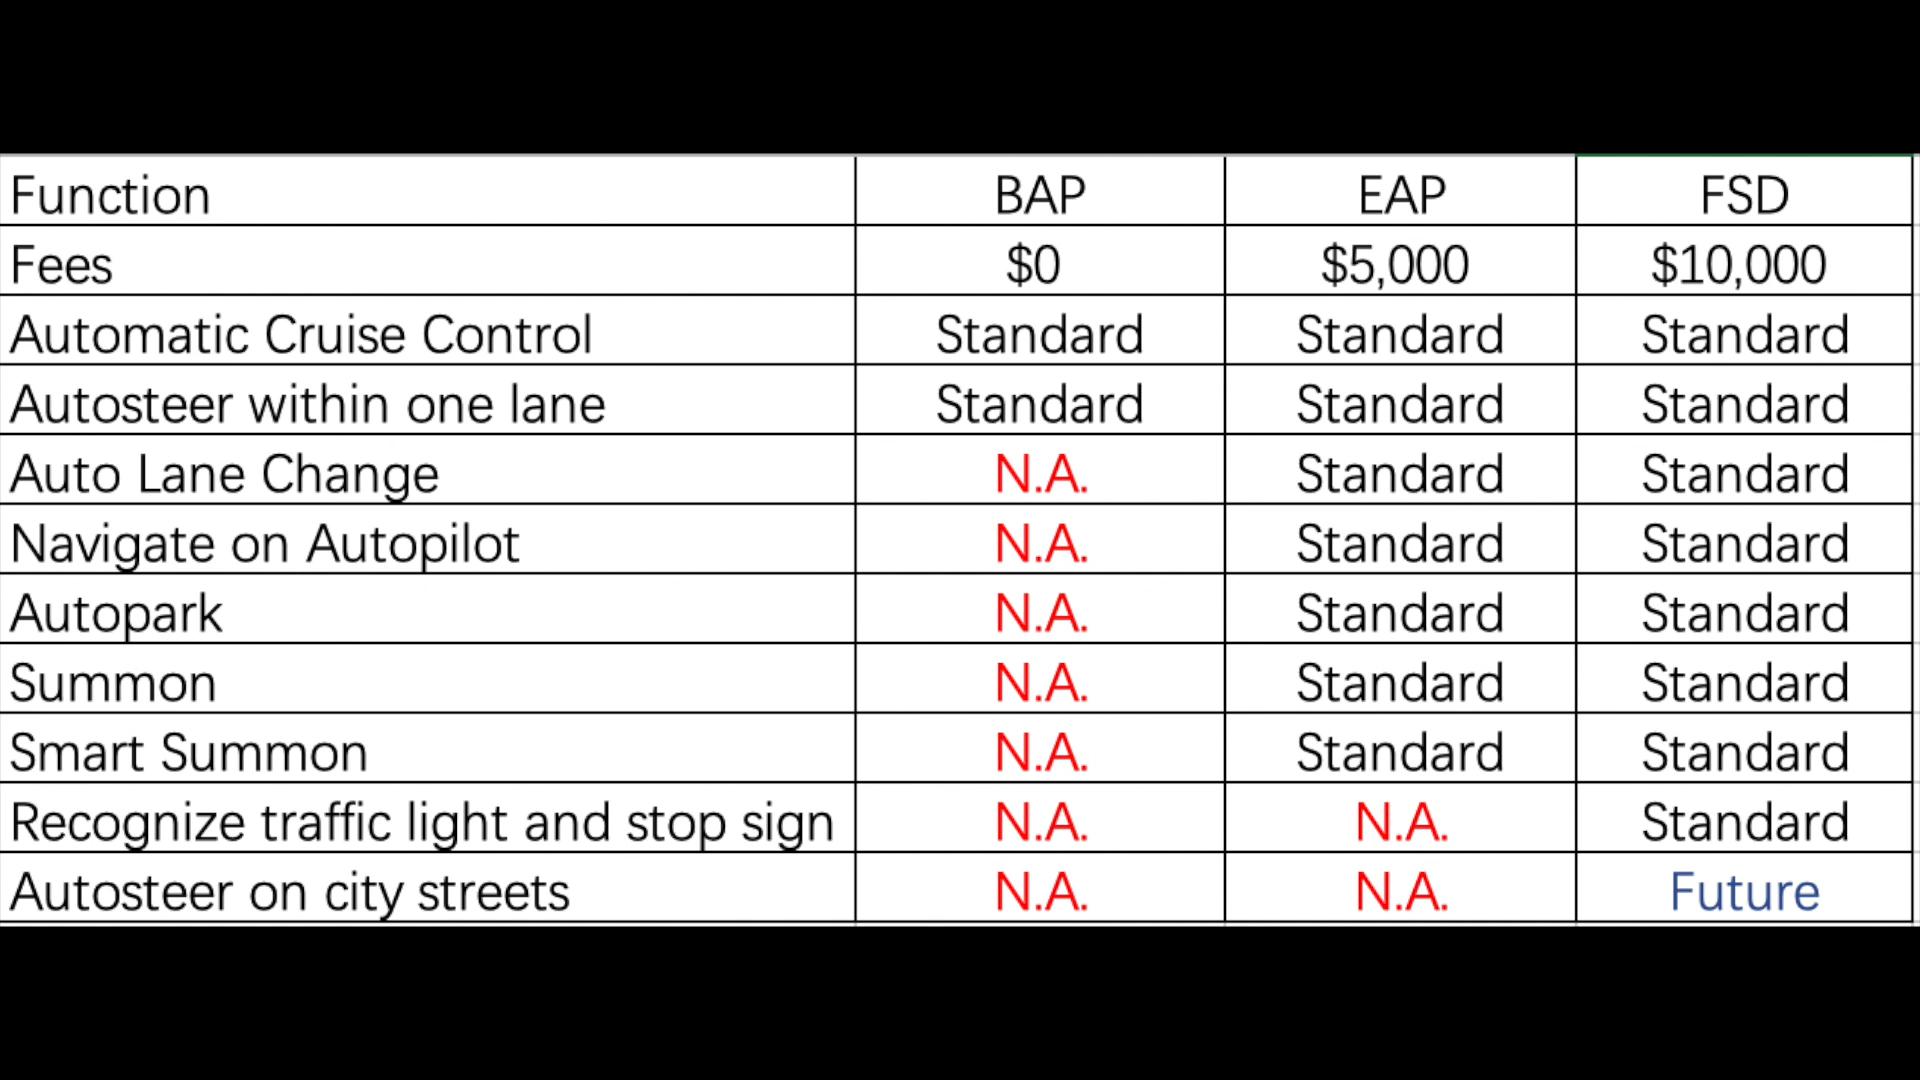 Function BAP EAP FSD
Fees $0 $5,000 $10,000
Automatic Cruise Control Standard Standard Standard
Autosteer within one lane Standard Standard Standard
Auto Lane Change N.A. Standard Standard
Navigate on Autopilot N.A. Standard Standard
Autopark N.A. Standard Standard
Summon N.A. Standard Standard
Smart Summon N.A. Standard Standard
Recognize traffic light and stop sign N.A. N.A. Standard
Autosteer on city streets N.A. N.A. Future